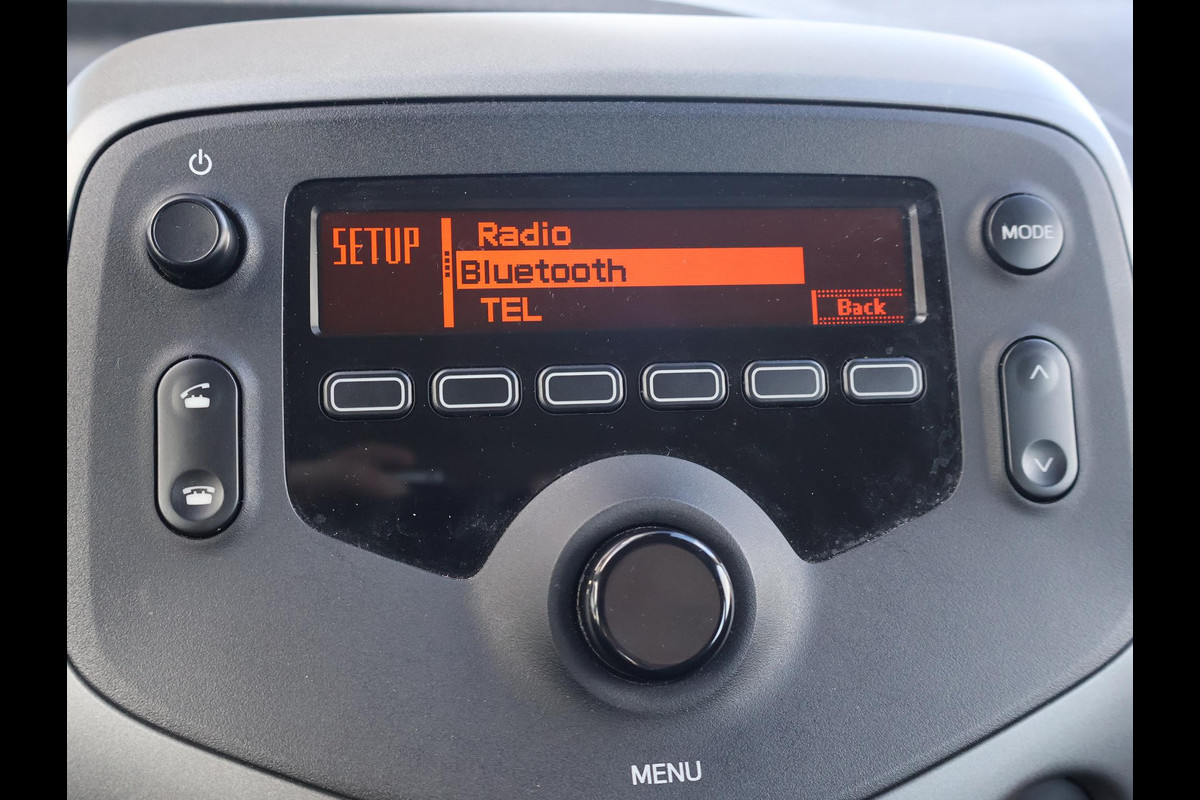 SETUP
Radio
Bluetooth
TEL
Back
MODE
MENU